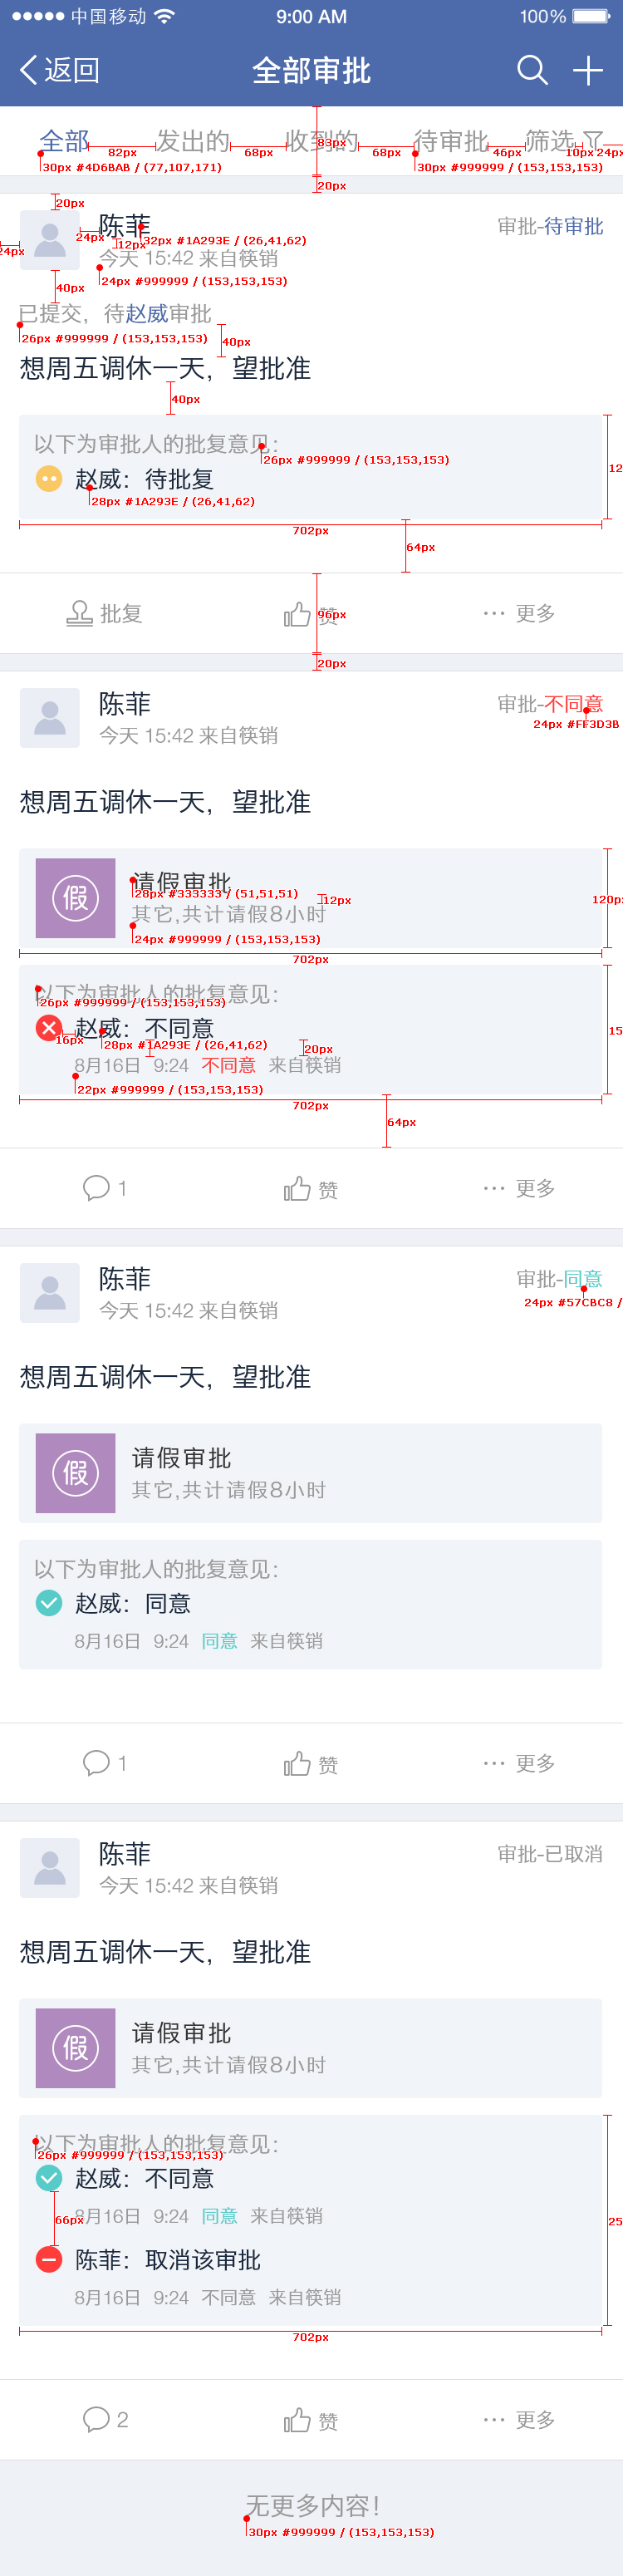 中国移动 9:00 AM 100%
返回 全部审批
全部 发出的 收到的 待审批 筛选
82px 68px 83px 68px 46px 10px 24px
30px #4D6BAB / (77,107,171) 30px #999999 / (153,153,153)
20px
20px
陈菲 审批-待审批
24px 24px 12px 32px #1A293E / (26,41,62)
今天 15:42 来自筷销
24px #999999 / (153,153,153)
40px
已提交，待赵威审批
26px #999999 / (153,153,153) 40px
想周五调休一天，望批准
40px
以下为审批人的批复意见：
26px #999999 / (153,153,153)
赵威：待批复
28px #1A293E / (26,41,62)
702px
64px
批复 赞 更多
96px
20px
陈菲 审批-不同意
24px #FF3D3B
今天 15:42 来自筷销
想周五调休一天，望批准
假 请假审批
28px #333333 / (51,51,51) 12px 120px
其它,共计请假8小时
24px #999999 / (153,153,153)
702px
以下为审批人的批复意见：
26px #999999 / (153,153,153)
赵威：不同意
16px 28px #1A293E / (26,41,62) 20px
8月16日 9:24 不同意 来自筷销
22px #999999 / (153,153,153)
702px
64px
1 赞 更多
陈菲 审批-同意
24px #57CBC8 /
今天 15:42 来自筷销
想周五调休一天，望批准
假 请假审批
其它,共计请假8小时
以下为审批人的批复意见：
赵威：同意
8月16日 9:24 同意 来自筷销
1 赞 更多
陈菲 审批-已取消
今天 15:42 来自筷销
想周五调休一天，望批准
假 请假审批
其它,共计请假8小时
以下为审批人的批复意见：
26px #999999 / (153,153,153)
赵威：不同意
8月16日 9:24 同意 来自筷销
66px
陈菲：取消该审批
8月16日 9:24 不同意 来自筷销
702px
2 赞 更多
无更多内容！
30px #999999 / (153,153,153)